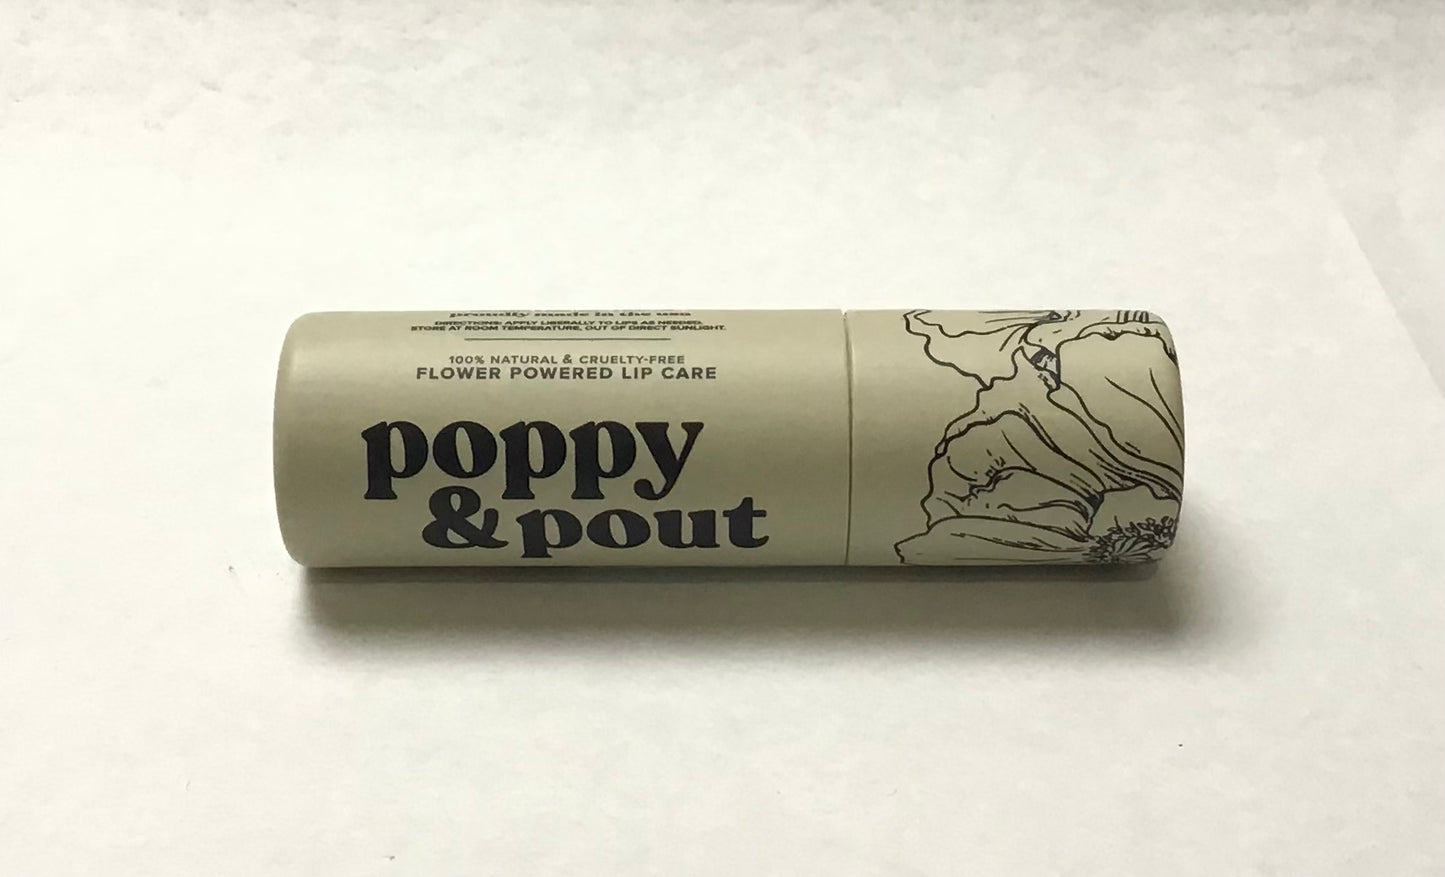 proudly made in the usa
DIRECTIONS: APPLY LIBERALLY TO LIPS AS NEEDED.
STORE AT ROOM TEMPERATURE, OUT OF DIRECT SUNLIGHT.
100% NATURAL & CRUELTY-FREE
FLOWER POWERED LIP CARE
poppy
& pout